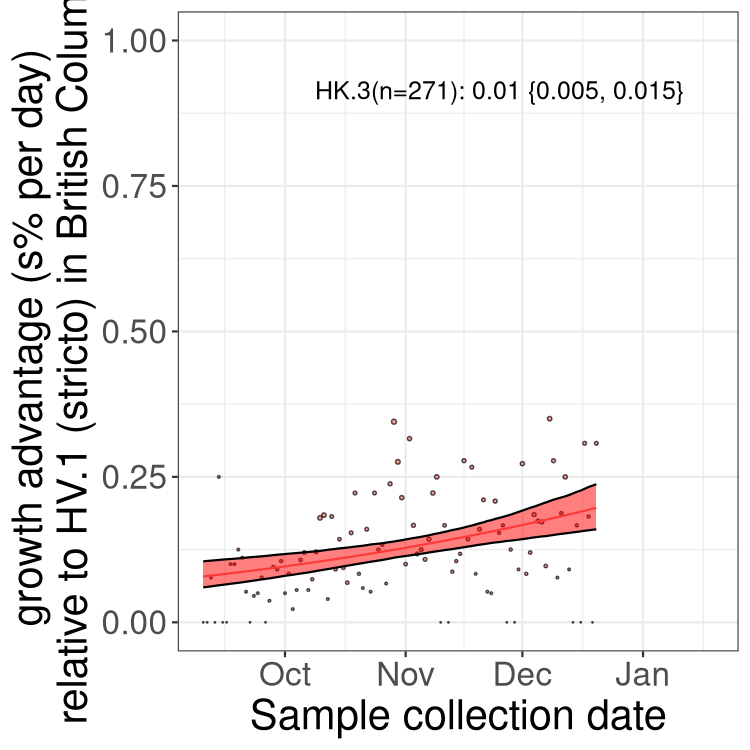 growth advantage (s% per day)
relative to HV.1 (stricto) in British Colum
1.00
0.75
0.50
0.25
0.00
HK.3(n=271): 0.01 {0.005, 0.015}
Oct Nov Dec Jan
Sample collection date